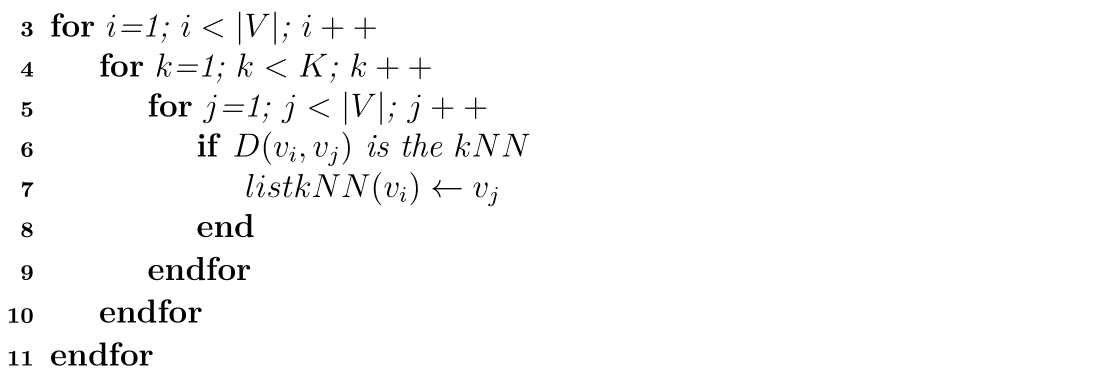 3 for i=1; i < |V|; i + +
4 for k=1; k < K; k + +
5 for j=1; j < |V|; j + +
6 if D(v_i, v_j) is the kNN
7 listkNN(v_i) ← v_j
8 end
9 endfor
10 endfor
11 endfor